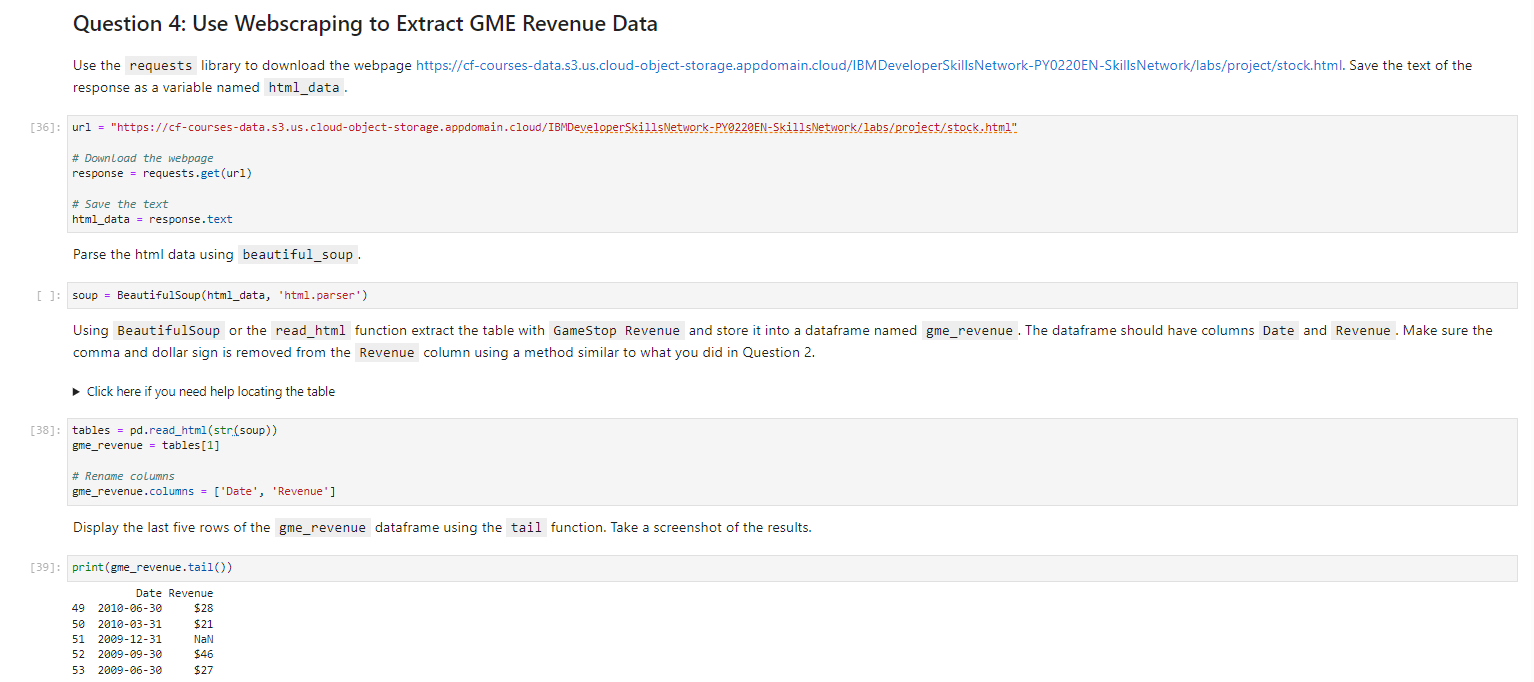 Question 4: Use Webscraping to Extract GME Revenue Data
Use the requests library to download the webpage https://cf-courses-data.s3.us.cloud-object-storage.appdomain.cloud/IBMDeveloperSkillsNetwork-PY0220EN-SkillsNetwork/labs/project/stock.html. Save the text of the
response as a variable named html_data.
[36]: url = "https://cf-courses-data.s3.us.cloud-object-storage.appdomain.cloud/IBMDeveloperSkillsNetwork-PY0220EN-SkillsNetwork/labs/project/stock.html"
# Download the webpage
response = requests.get(url)
# Save the text
html_data = response.text
Parse the html data using beautiful_soup.
[ ]: soup = BeautifulSoup(html_data, 'html.parser')
Using BeautifulSoup or the read_html function extract the table with GameStop Revenue and store it into a dataframe named gme_revenue. The dataframe should have columns Date and Revenue. Make sure the
comma and dollar sign is removed from the Revenue column using a method similar to what you did in Question 2.
▶ Click here if you need help locating the table
[38]: tables = pd.read_html(str(soup))
gme_revenue = tables[1]
# Rename columns
gme_revenue.columns = ['Date', 'Revenue']
Display the last five rows of the gme_revenue dataframe using the tail function. Take a screenshot of the results.
[39]: print(gme_revenue.tail())
Date Revenue
49 2010-06-30 $28
50 2010-03-31 $21
51 2009-12-31 NaN
52 2009-09-30 $46
53 2009-06-30 $27